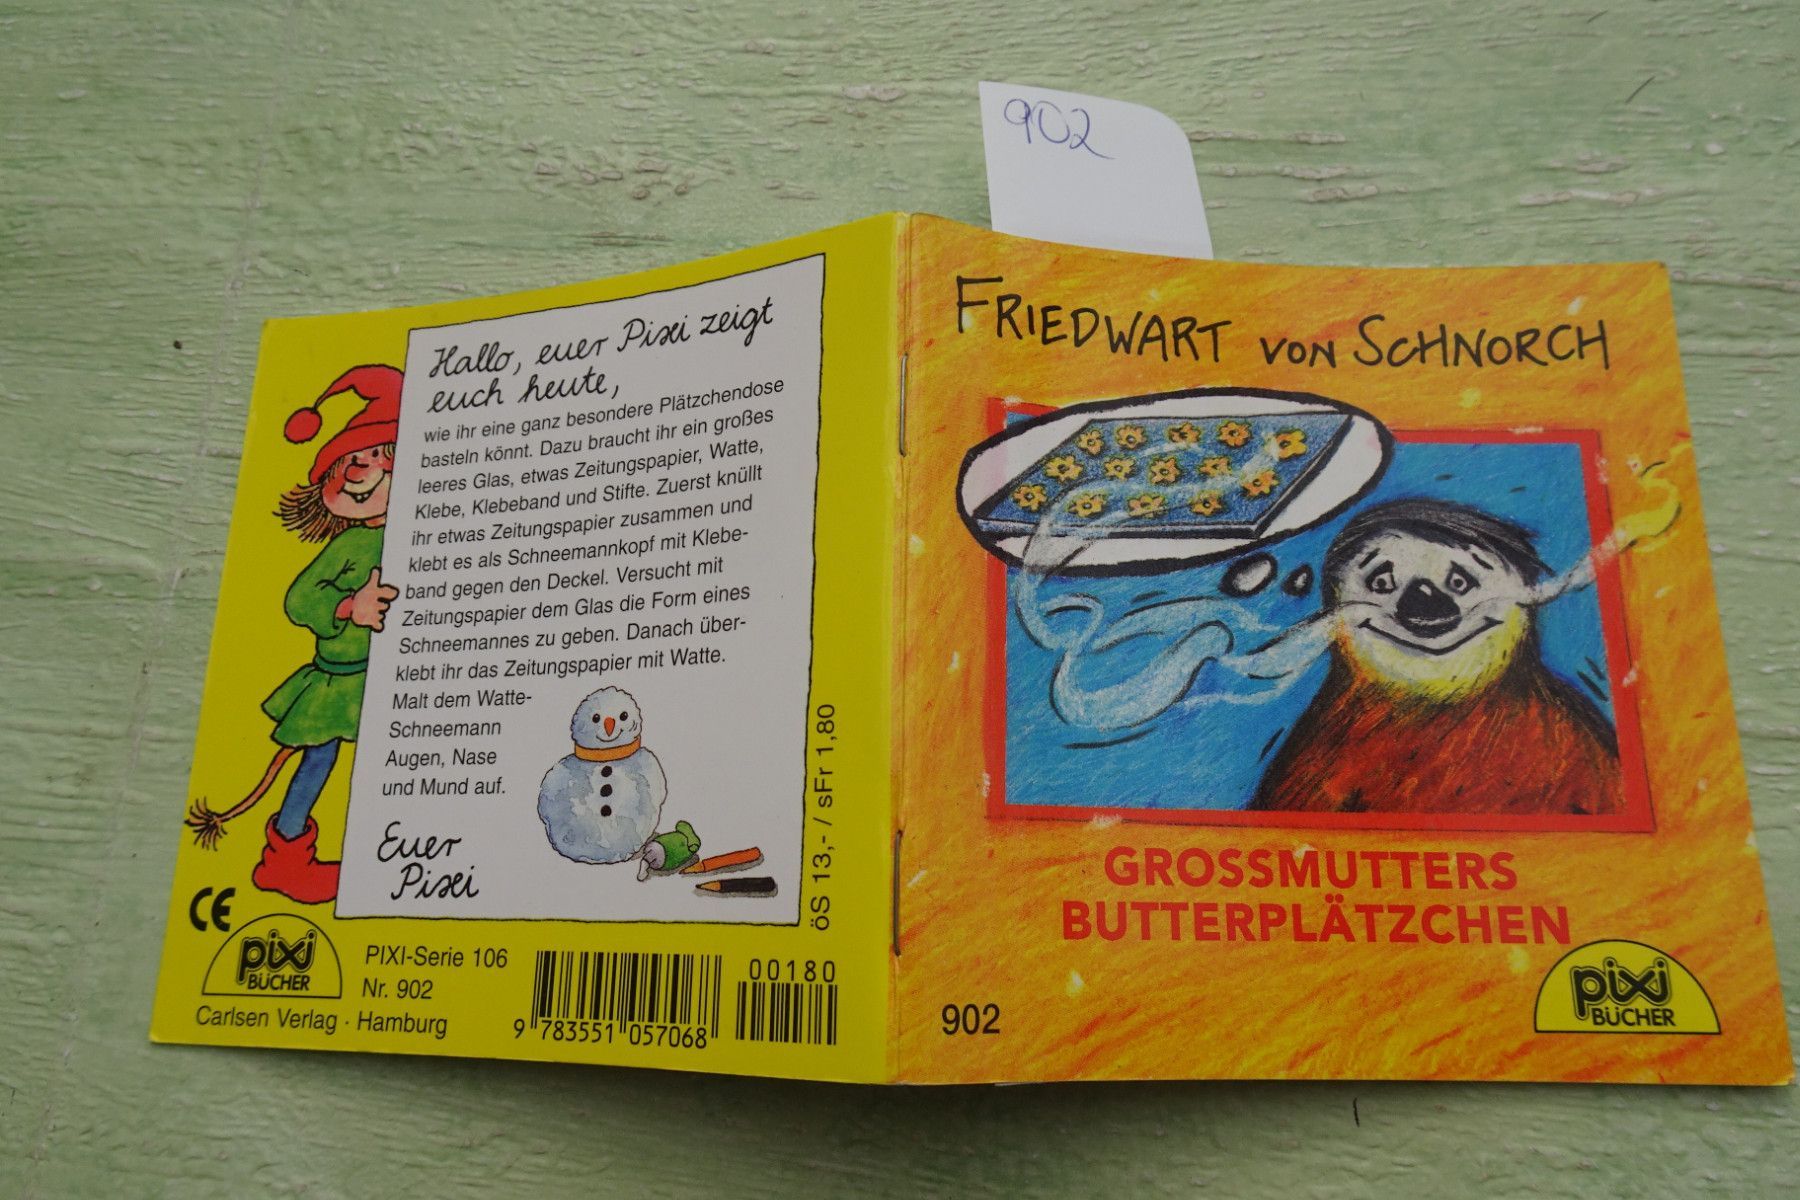 902
Hallo, euer Pixi zeigt
euch heute,
wie ihr eine ganz besondere Plätzchendose
basteln könnt. Dazu braucht ihr ein großes
leeres Glas, etwas Zeitungspapier, Watte,
Klebe, Klebeband und Stifte. Zuerst knüllt
ihr etwas Zeitungspapier zusammen und
klebt es als Schneemannkopf mit Klebe-
band gegen den Deckel. Versucht mit
Zeitungspapier dem Glas die Form eines
Schneemannes zu geben. Danach über-
klebt ihr das Zeitungspapier mit Watte.
Malt dem Watte-
Schneemann
Augen, Nase
und Mund auf.
Euer
Pixi
öS 13,- / sFr 1,80
CE
pixi
BÜCHER
PIXI-Serie 106
Nr. 902
Carlsen Verlag · Hamburg
9 783551 057068
00180
FRIEDWART VON SCHNORCH
GROSSMUTTERS
BUTTERPLÄTZCHEN
902
pixi
BÜCHER